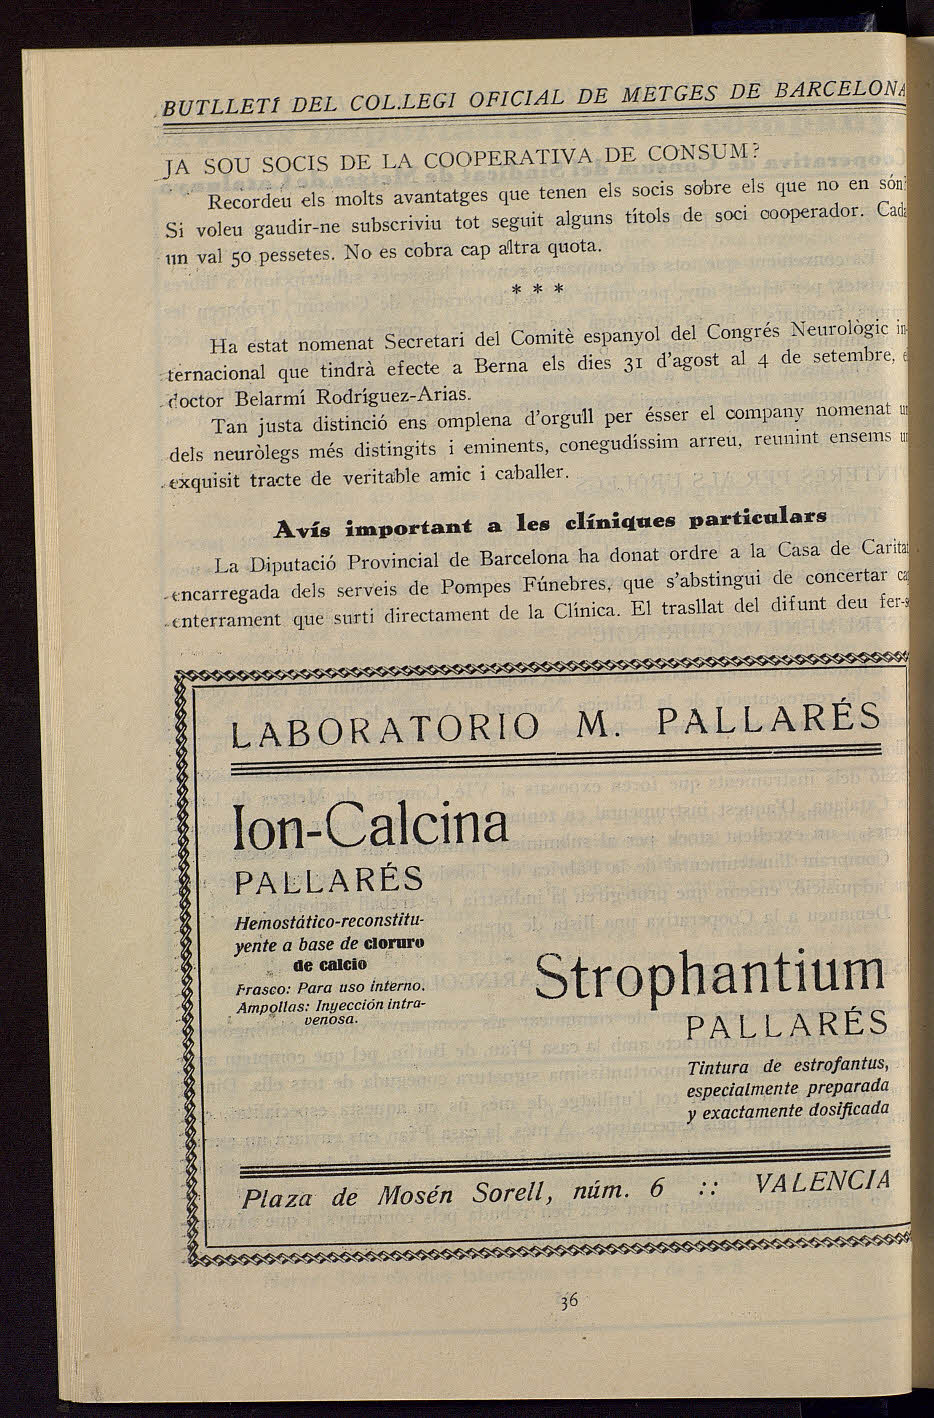 BUTLLETÍ DEL COL.LEGI OFICIAL DE METGES DE BARCELONA
JA SOU SOCIS DE LA COOPERATIVA DE CONSUM?
Recordeu els molts avantatges que tenen els socis sobre els que no en són?
Si voleu gaudir-ne subscriviu tot seguit alguns títols de soci cooperador. Cada
un val 50 pessetes. No es cobra cap altra quota.
* * *
Ha estat nomenat Secretari del Comitè espanyol del Congrés Neurològic in-
ternacional que tindrà efecte a Berna els dies 31 d'agost al 4 de setembre, e
doctor Belarmí Rodríguez-Arias.
Tan justa distinció ens omplena d'orgull per ésser el company nomenat u
dels neuròlegs més distingits i eminents, conegudíssim arreu, reunint ensems u
exquisit tracte de veritable amic i caballer.
Avís important a les clíniques particulars
La Diputació Provincial de Barcelona ha donat ordre a la Casa de Caritat
encarregada dels serveis de Pompes Fúnebres, que s'abstingui de concertar ca
enterrament que surti directament de la Clínica. El trasllat del difunt deu fer-s
LABORATORIO M. PALLARÉS
Ion-Calcina
PALLARÉS
Hemostático-reconstitu-
yente a base de cloruro
de calcio
Frasco: Para uso interno.
Ampollas: Inyección intra-
venosa.
Strophantium
PALLARÉS
Tintura de estrofantus,
especialmente preparada
y exactamente dosificada
Plaza de Mosén Sorell, núm. 6 :: VALENCIA
36